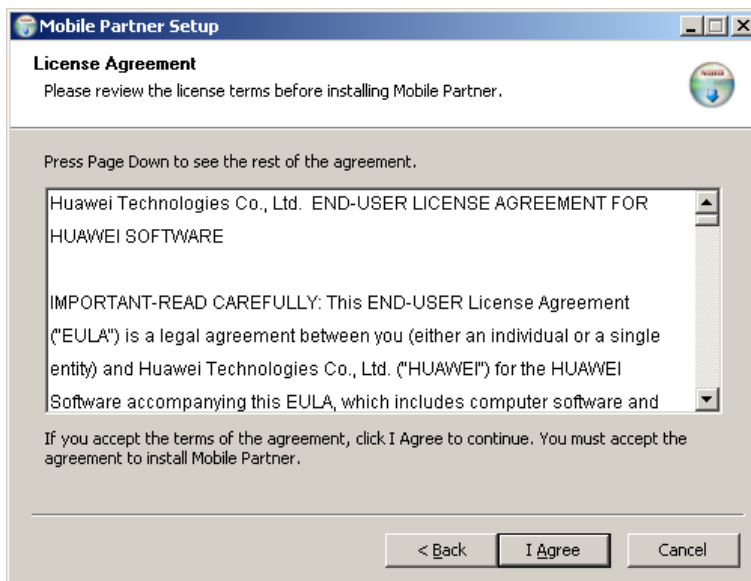 Mobile Partner Setup
License Agreement
Please review the license terms before installing Mobile Partner.
Press Page Down to see the rest of the agreement.
Huawei Technologies Co., Ltd.  END-USER LICENSE AGREEMENT FOR
HUAWEI SOFTWARE
IMPORTANT-READ CAREFULLY: This END-USER License Agreement
("EULA") is a legal agreement between you (either an individual or a single
entity) and Huawei Technologies Co., Ltd. ("HUAWEI") for the HUAWEI
Software accompanying this EULA, which includes computer software and
If you accept the terms of the agreement, click I Agree to continue. You must accept the
agreement to install Mobile Partner.
< Back
I Agree
Cancel